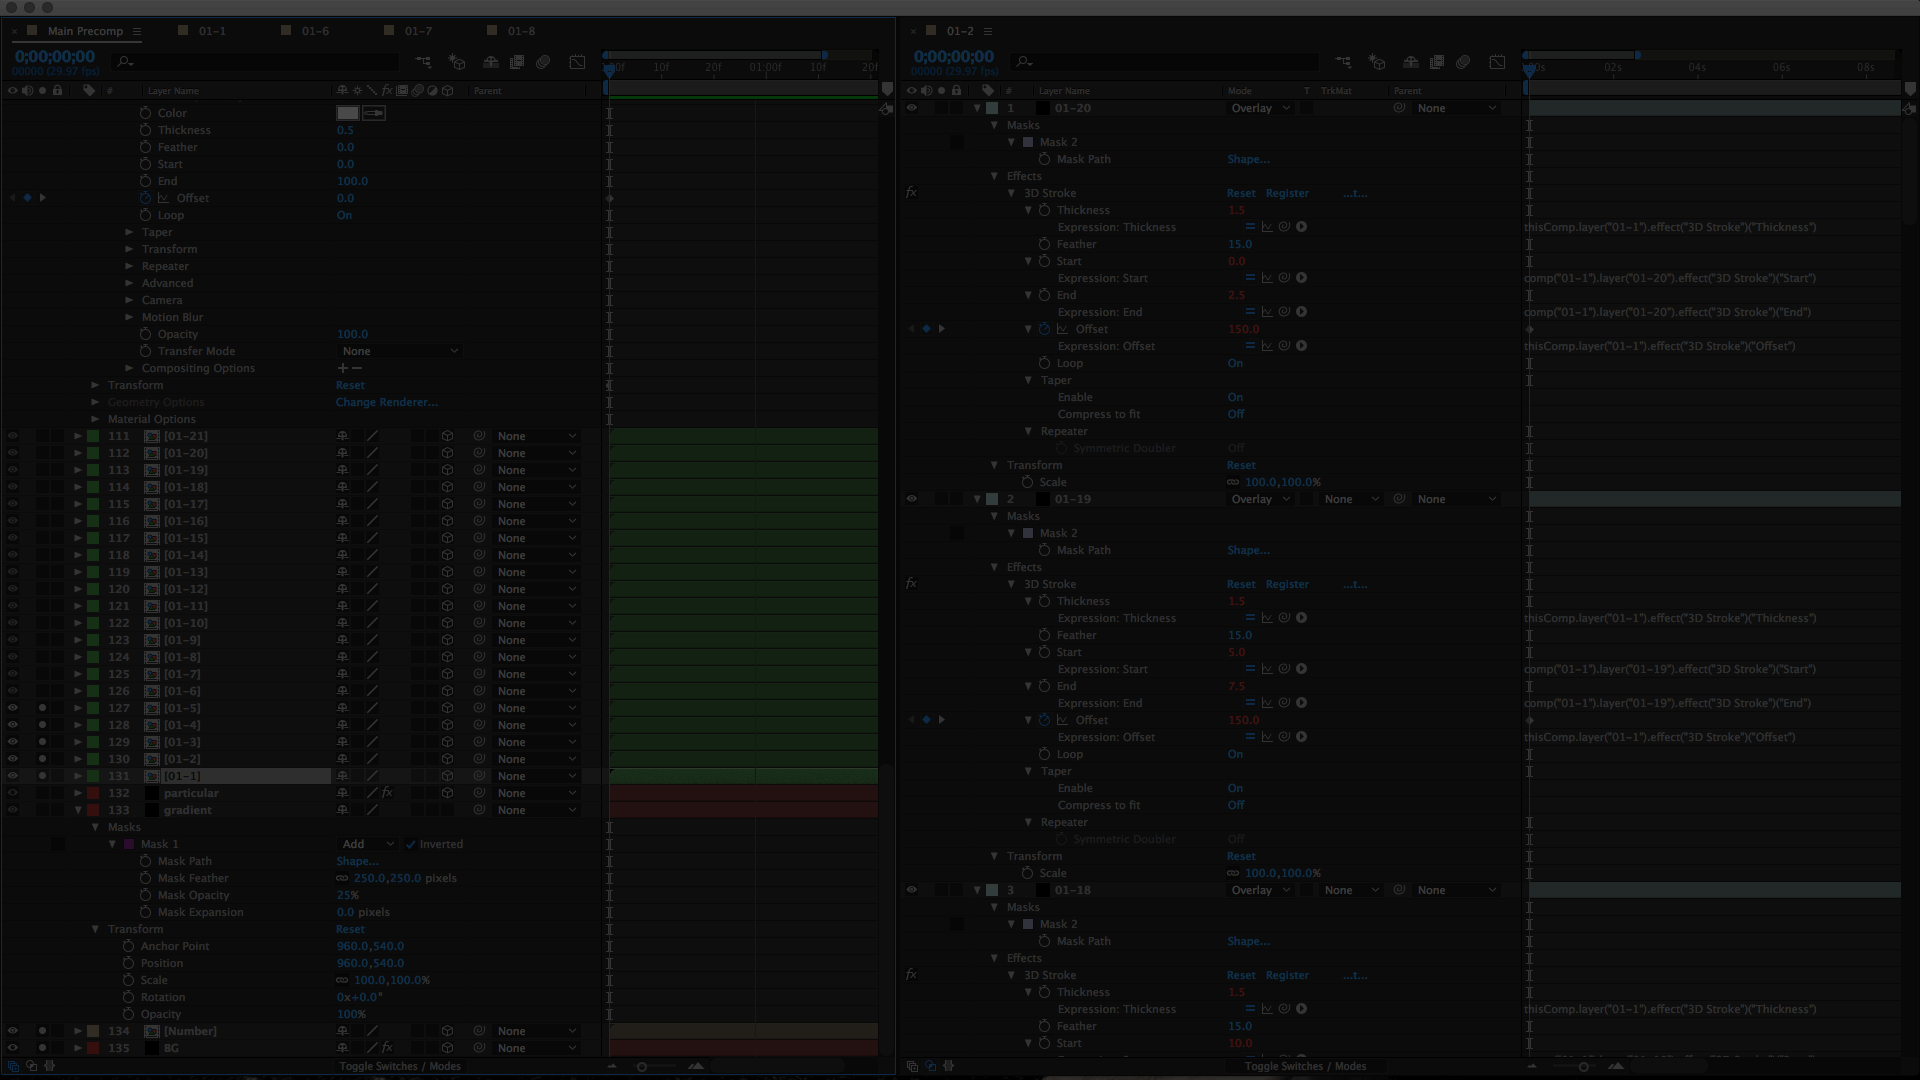 Main Precomp
01-1
01-6
01-7
01-8
0;00;00;00
00000 (29.97 fps)
10f
20f
01:00f
10f
20f
# Layer Name Parent
Color
Thickness 0.5
Feather 0.0
Start 0.0
End 100.0
Offset 0.0
Loop On
Taper
Transform
Repeater
Advanced
Camera
Motion Blur
Opacity 100.0
Transfer Mode None
Compositing Options + -
Transform Reset
Geometry Options Change Renderer...
Material Options
111 [01-21] None
112 [01-20] None
113 [01-19] None
114 [01-18] None
115 [01-17] None
116 [01-16] None
117 [01-15] None
118 [01-14] None
119 [01-13] None
120 [01-12] None
121 [01-11] None
122 [01-10] None
123 [01-9] None
124 [01-8] None
125 [01-7] None
126 [01-6] None
127 [01-5] None
128 [01-4] None
129 [01-3] None
130 [01-2] None
131 [01-1] None
132 particular fx None
133 gradient None
Masks
Mask 1 Add Inverted
Mask Path Shape...
Mask Feather 250.0,250.0 pixels
Mask Opacity 25%
Mask Expansion 0.0 pixels
Transform Reset
Anchor Point 960.0,540.0
Position 960.0,540.0
Scale 100.0,100.0%
Rotation 0x+0.0°
Opacity 100%
134 [Number] None
135 BG fx None
Toggle Switches / Modes
01-2
0;00;00;00
00000 (29.97 fps)
02s
04s
06s
08s
# Layer Name Mode T TrkMat Parent
1 01-20 Overlay None
Masks
Mask 2
Mask Path Shape...
Effects
fx 3D Stroke Reset Register ...t...
Thickness 1.5
Expression: Thickness thisComp.layer("01-1").effect("3D Stroke")("Thickness")
Feather 15.0
Start 0.0
Expression: Start comp("01-1").layer("01-20").effect("3D Stroke")("Start")
End 2.5
Expression: End comp("01-1").layer("01-20").effect("3D Stroke")("End")
Offset 150.0
Expression: Offset thisComp.layer("01-1").effect("3D Stroke")("Offset")
Loop On
Taper
Enable On
Compress to fit Off
Repeater
Symmetric Doubler Off
Transform Reset
Scale 100.0,100.0%
2 01-19 Overlay None None
Masks
Mask 2
Mask Path Shape...
Effects
fx 3D Stroke Reset Register ...t...
Thickness 1.5
Expression: Thickness thisComp.layer("01-1").effect("3D Stroke")("Thickness")
Feather 15.0
Start 5.0
Expression: Start comp("01-1").layer("01-19").effect("3D Stroke")("Start")
End 7.5
Expression: End comp("01-1").layer("01-19").effect("3D Stroke")("End")
Offset 150.0
Expression: Offset thisComp.layer("01-1").effect("3D Stroke")("Offset")
Loop On
Taper
Enable On
Compress to fit Off
Repeater
Symmetric Doubler Off
Transform Reset
Scale 100.0,100.0%
3 01-18 Overlay None None
Masks
Mask 2
Mask Path Shape...
Effects
fx 3D Stroke Reset Register ...t...
Thickness 1.5
Expression: Thickness thisComp.layer("01-1").effect("3D Stroke")("Thickness")
Feather 15.0
Start 10.0
Toggle Switches / Modes